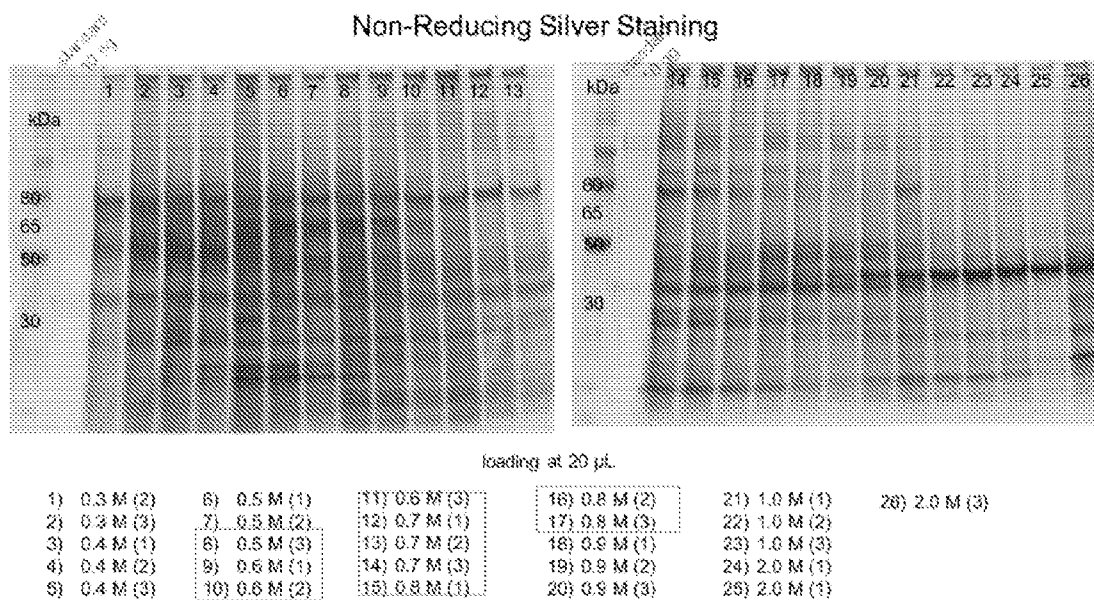 Non-Reducing Silver Staining
standard
1 2 3 4 5 6 7 8 9 10 11 12 13
kDa
80
65
50
30
14 15 16 17 18 19 20 21 22 23 24 25 26
kDa
80
65
50
30
loading at 20 µL
1) 0.3 M (2)
2) 0.3 M (3)
3) 0.4 M (1)
4) 0.4 M (2)
5) 0.4 M (3)
6) 0.5 M (1)
7) 0.5 M (2)
8) 0.5 M (3)
9) 0.6 M (1)
10) 0.6 M (2)
11) 0.6 M (3)
12) 0.7 M (1)
13) 0.7 M (2)
14) 0.7 M (3)
15) 0.8 M (1)
16) 0.8 M (2)
17) 0.8 M (3)
18) 0.9 M (1)
19) 0.9 M (2)
20) 0.9 M (3)
21) 1.0 M (1)
22) 1.0 M (2)
23) 1.0 M (3)
24) 2.0 M (1)
25) 2.0 M (1)
26) 2.0 M (3)